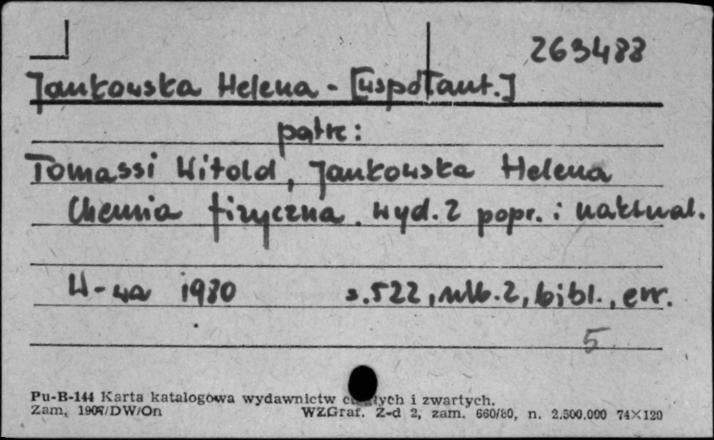 263488
Jankowska Helena - [współaut.]
patrz:
Tomassi Witold, Jankowska Helena
Chemia fizyczna. Wyd. 2 popr. i uaktual.
W-wa 1980 s. 522, nlb. 2, bibl., err.
5
Pu-B-144 Karta katalogowa wydawnictw ciągłych i zwartych.
Zam. 1907/DW/On WZGraf. Z-d 2, zam. 660/80, n. 2.500.000 74×120